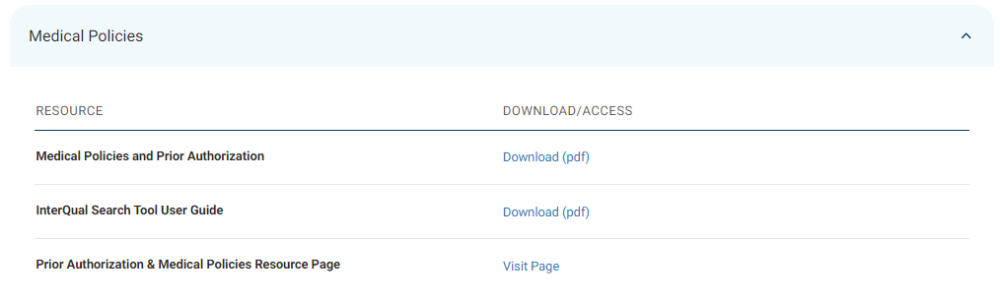 Medical Policies
RESOURCE DOWNLOAD/ACCESS
Medical Policies and Prior Authorization Download (pdf)
InterQual Search Tool User Guide Download (pdf)
Prior Authorization & Medical Policies Resource Page Visit Page